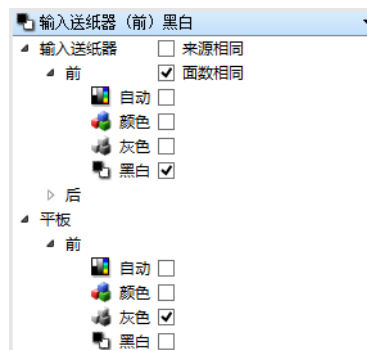 输入送纸器（前）黑白
输入送纸器 来源相同
前 面数相同
自动
颜色
灰色
黑白
后
平板
前
自动
颜色
灰色
黑白